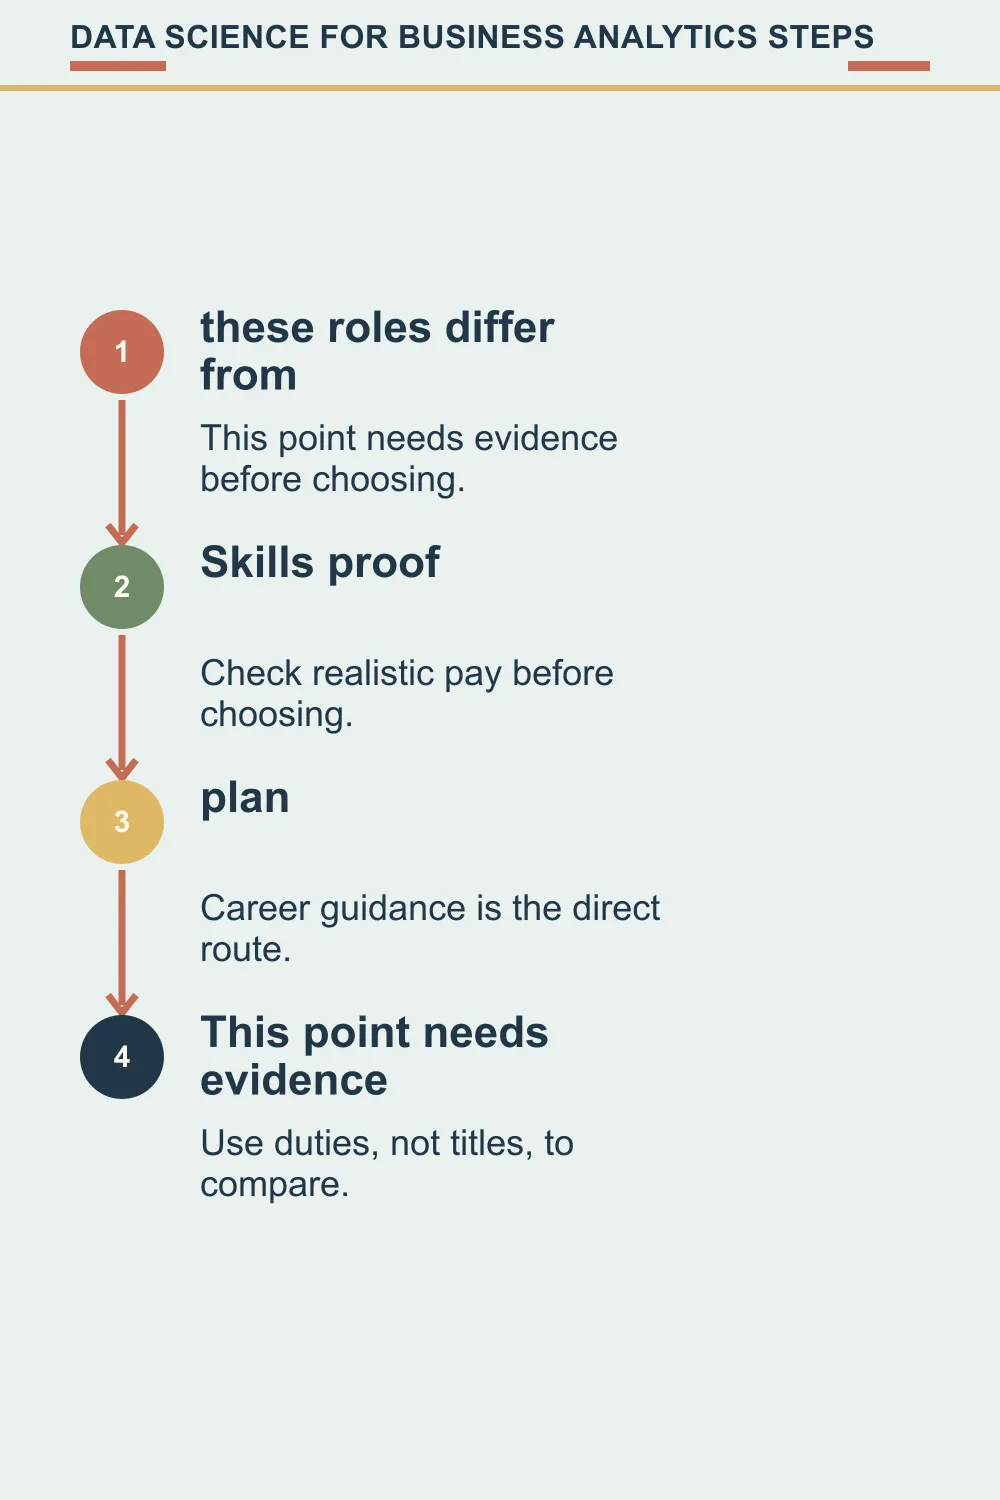 DATA SCIENCE FOR BUSINESS ANALYTICS STEPS
1
these roles differ
from
This point needs evidence
before choosing.
2
Skills proof
Check realistic pay before
choosing.
3
plan
Career guidance is the direct
route.
4
This point needs
evidence
Use duties, not titles, to
compare.